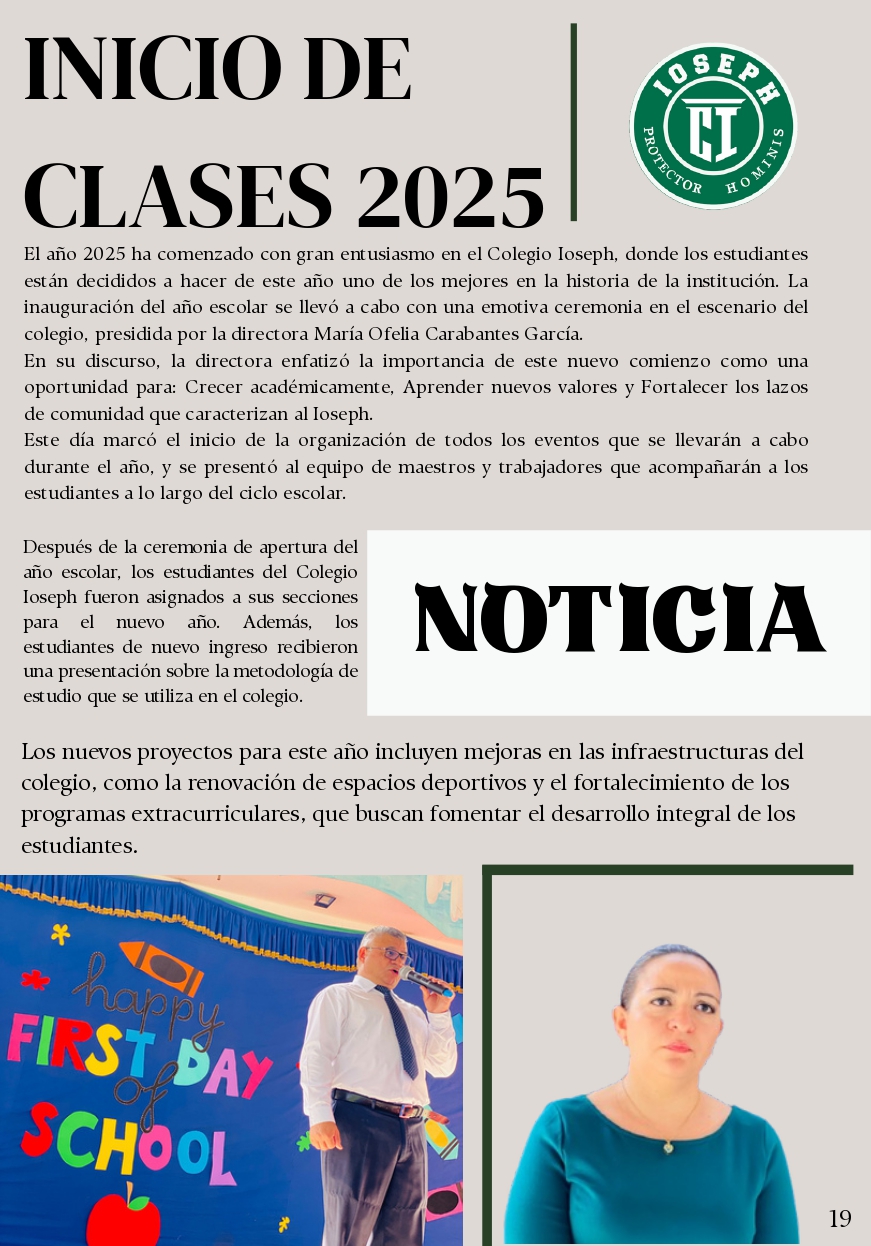 INICIO DE
CLASES 2025
IOSEPH
CI
PROTECTOR HOMINIS
El año 2025 ha comenzado con gran entusiasmo en el Colegio Ioseph, donde los estudiantes
están decididos a hacer de este año uno de los mejores en la historia de la institución. La
inauguración del año escolar se llevó a cabo con una emotiva ceremonia en el escenario del
colegio, presidida por la directora María Ofelia Carabantes García.
En su discurso, la directora enfatizó la importancia de este nuevo comienzo como una
oportunidad para: Crecer académicamente, Aprender nuevos valores y Fortalecer los lazos
de comunidad que caracterizan al Ioseph.
Este día marcó el inicio de la organización de todos los eventos que se llevarán a cabo
durante el año, y se presentó al equipo de maestros y trabajadores que acompañarán a los
estudiantes a lo largo del ciclo escolar.
Después de la ceremonia de apertura del
año escolar, los estudiantes del Colegio
Ioseph fueron asignados a sus secciones
para el nuevo año. Además, los
estudiantes de nuevo ingreso recibieron
una presentación sobre la metodología de
estudio que se utiliza en el colegio.
NOTICIA
Los nuevos proyectos para este año incluyen mejoras en las infraestructuras del
colegio, como la renovación de espacios deportivos y el fortalecimiento de los
programas extracurriculares, que buscan fomentar el desarrollo integral de los
estudiantes.
happy
FIRST DAY
of
SCHOOL
19